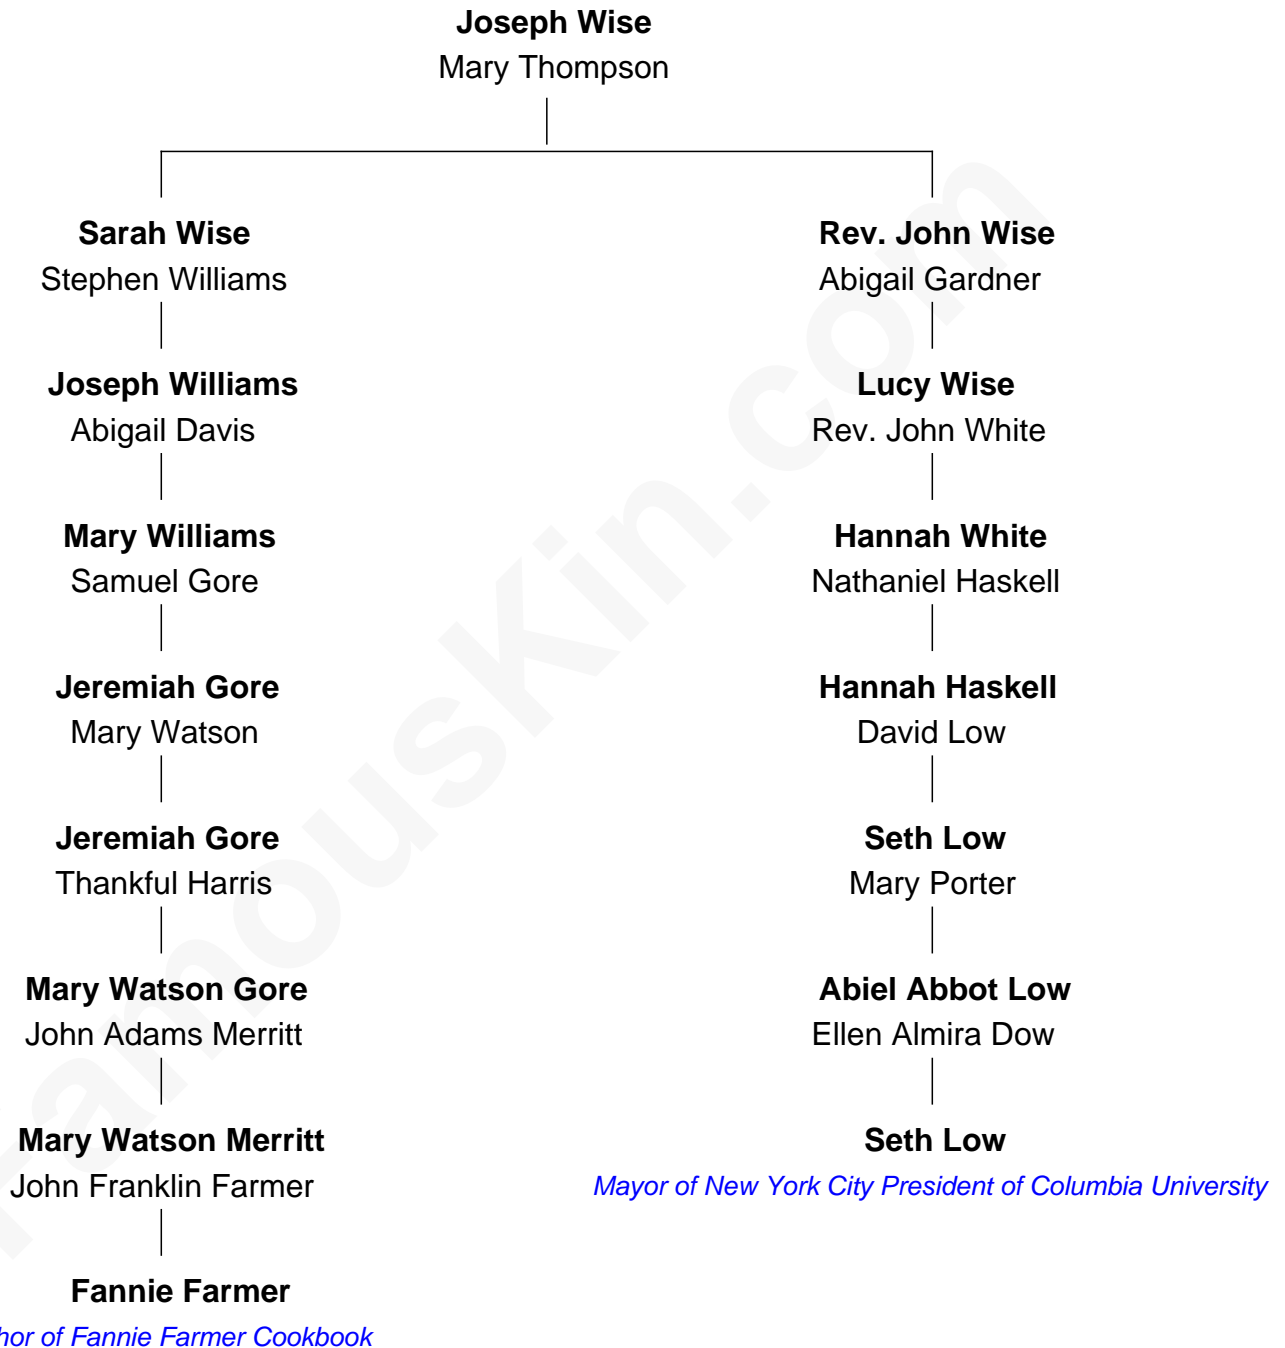 Joseph Wise
Mary Thompson
Sarah Wise
Stephen Williams
Joseph Williams
Abigail Davis
Mary Williams
Samuel Gore
Jeremiah Gore
Mary Watson
Jeremiah Gore
Thankful Harris
Mary Watson Gore
John Adams Merritt
Mary Watson Merritt
John Franklin Farmer
Fannie Farmer
of Fannie Farmer Cookbook
Rev. John Wise
Abigail Gardner
Lucy Wise
Rev. John White
Hannah White
Nathaniel Haskell
Hannah Haskell
David Low
Seth Low
Mary Porter
Abiel Abbot Low
Ellen Almira Dow
Seth Low
Mayor of New York City President of Columbia University
FamousKin.com